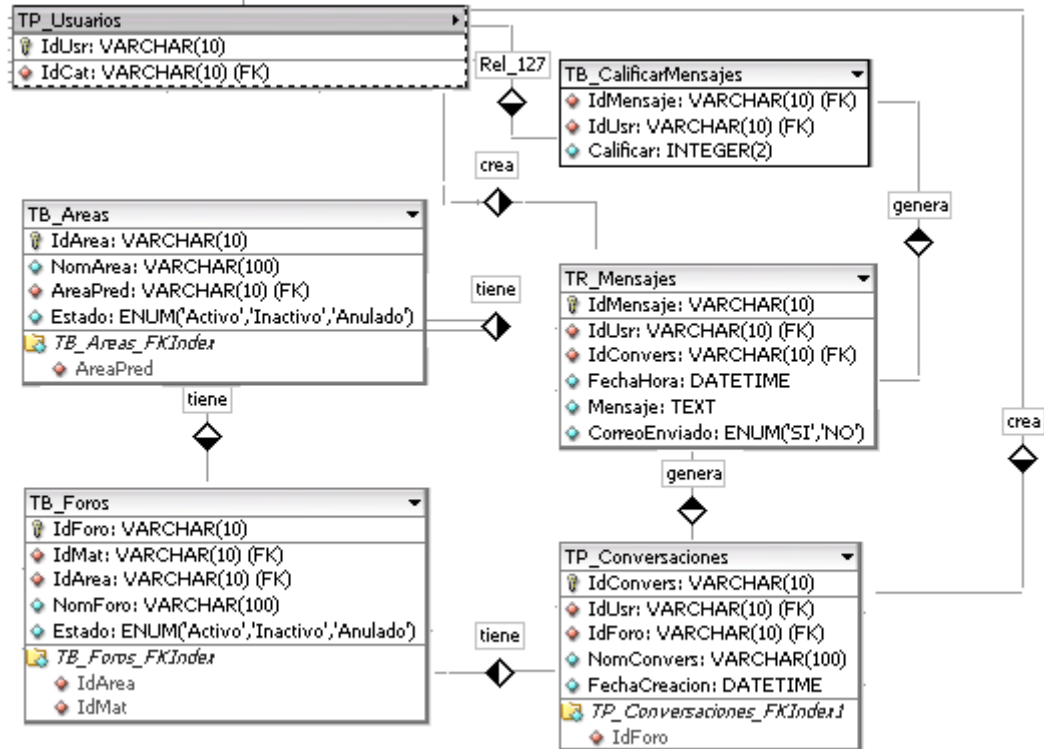 TP_Usuarios
IdUsr: VARCHAR(10)
IdCat: VARCHAR(10) (FK)
Rel_127
TB_CalificarMensajes
IdMensaje: VARCHAR(10) (FK)
IdUsr: VARCHAR(10) (FK)
Calificar: INTEGER(2)
crea
genera
TB_Areas
IdArea: VARCHAR(10)
NomArea: VARCHAR(100)
AreaPred: VARCHAR(10) (FK)
Estado: ENUM('Activo','Inactivo','Anulado')
TB_Areas_FKIndex
AreaPred
tiene
TR_Mensajes
IdMensaje: VARCHAR(10)
IdUsr: VARCHAR(10) (FK)
IdConvers: VARCHAR(10) (FK)
FechaHora: DATETIME
Mensaje: TEXT
CorreoEnviado: ENUM('SI','NO')
tiene
crea
genera
TB_Foros
IdForo: VARCHAR(10)
IdMat: VARCHAR(10) (FK)
IdArea: VARCHAR(10) (FK)
NomForo: VARCHAR(100)
Estado: ENUM('Activo','Inactivo','Anulado')
TB_Foros_FKIndex
IdArea
IdMat
tiene
TP_Conversaciones
IdConvers: VARCHAR(10)
IdUsr: VARCHAR(10) (FK)
IdForo: VARCHAR(10) (FK)
NomConvers: VARCHAR(100)
FechaCreacion: DATETIME
TP_Conversaciones_FKIndex1
IdForo